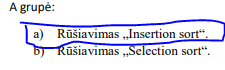 A grupė:
a) Rūšiavimas „Insertion sort“.
b) Rūšiavimas „Selection sort“.